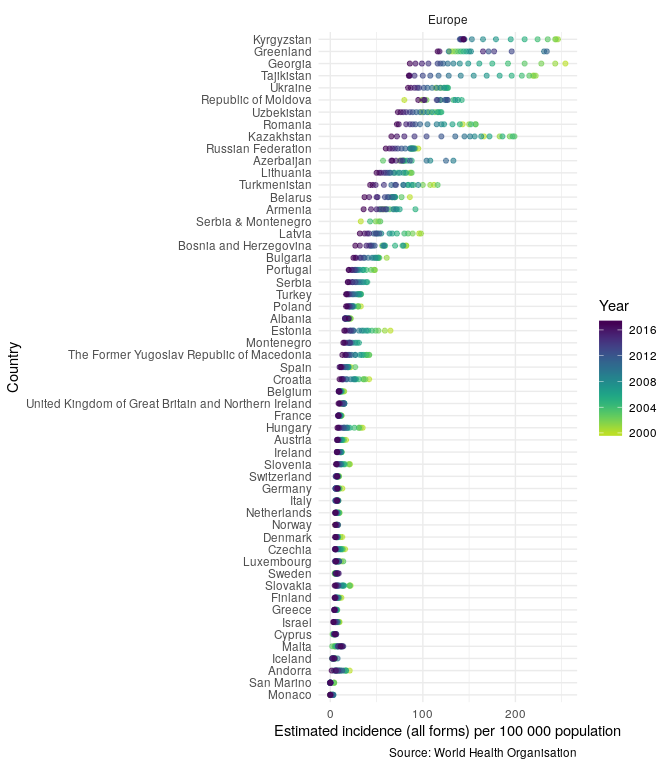 Europe
Kyrgyzstan
Greenland
Georgia
Tajikistan
Ukraine
Republic of Moldova
Uzbekistan
Romania
Kazakhstan
Russian Federation
Azerbaijan
Lithuania
Turkmenistan
Belarus
Armenia
Serbia & Montenegro
Latvia
Bosnia and Herzegovina
Bulgaria
Portugal
Serbia
Turkey
Poland
Albania
Estonia
Montenegro
The Former Yugoslav Republic of Macedonia
Spain
Croatia
Belgium
United Kingdom of Great Britain and Northern Ireland
France
Hungary
Austria
Ireland
Slovenia
Switzerland
Germany
Italy
Netherlands
Norway
Denmark
Czechia
Luxembourg
Sweden
Slovakia
Finland
Greece
Israel
Cyprus
Malta
Iceland
Andorra
San Marino
Monaco
Country
0 100 200
Estimated incidence (all forms) per 100 000 population
Source: World Health Organisation
Year
2016
2012
2008
2004
2000